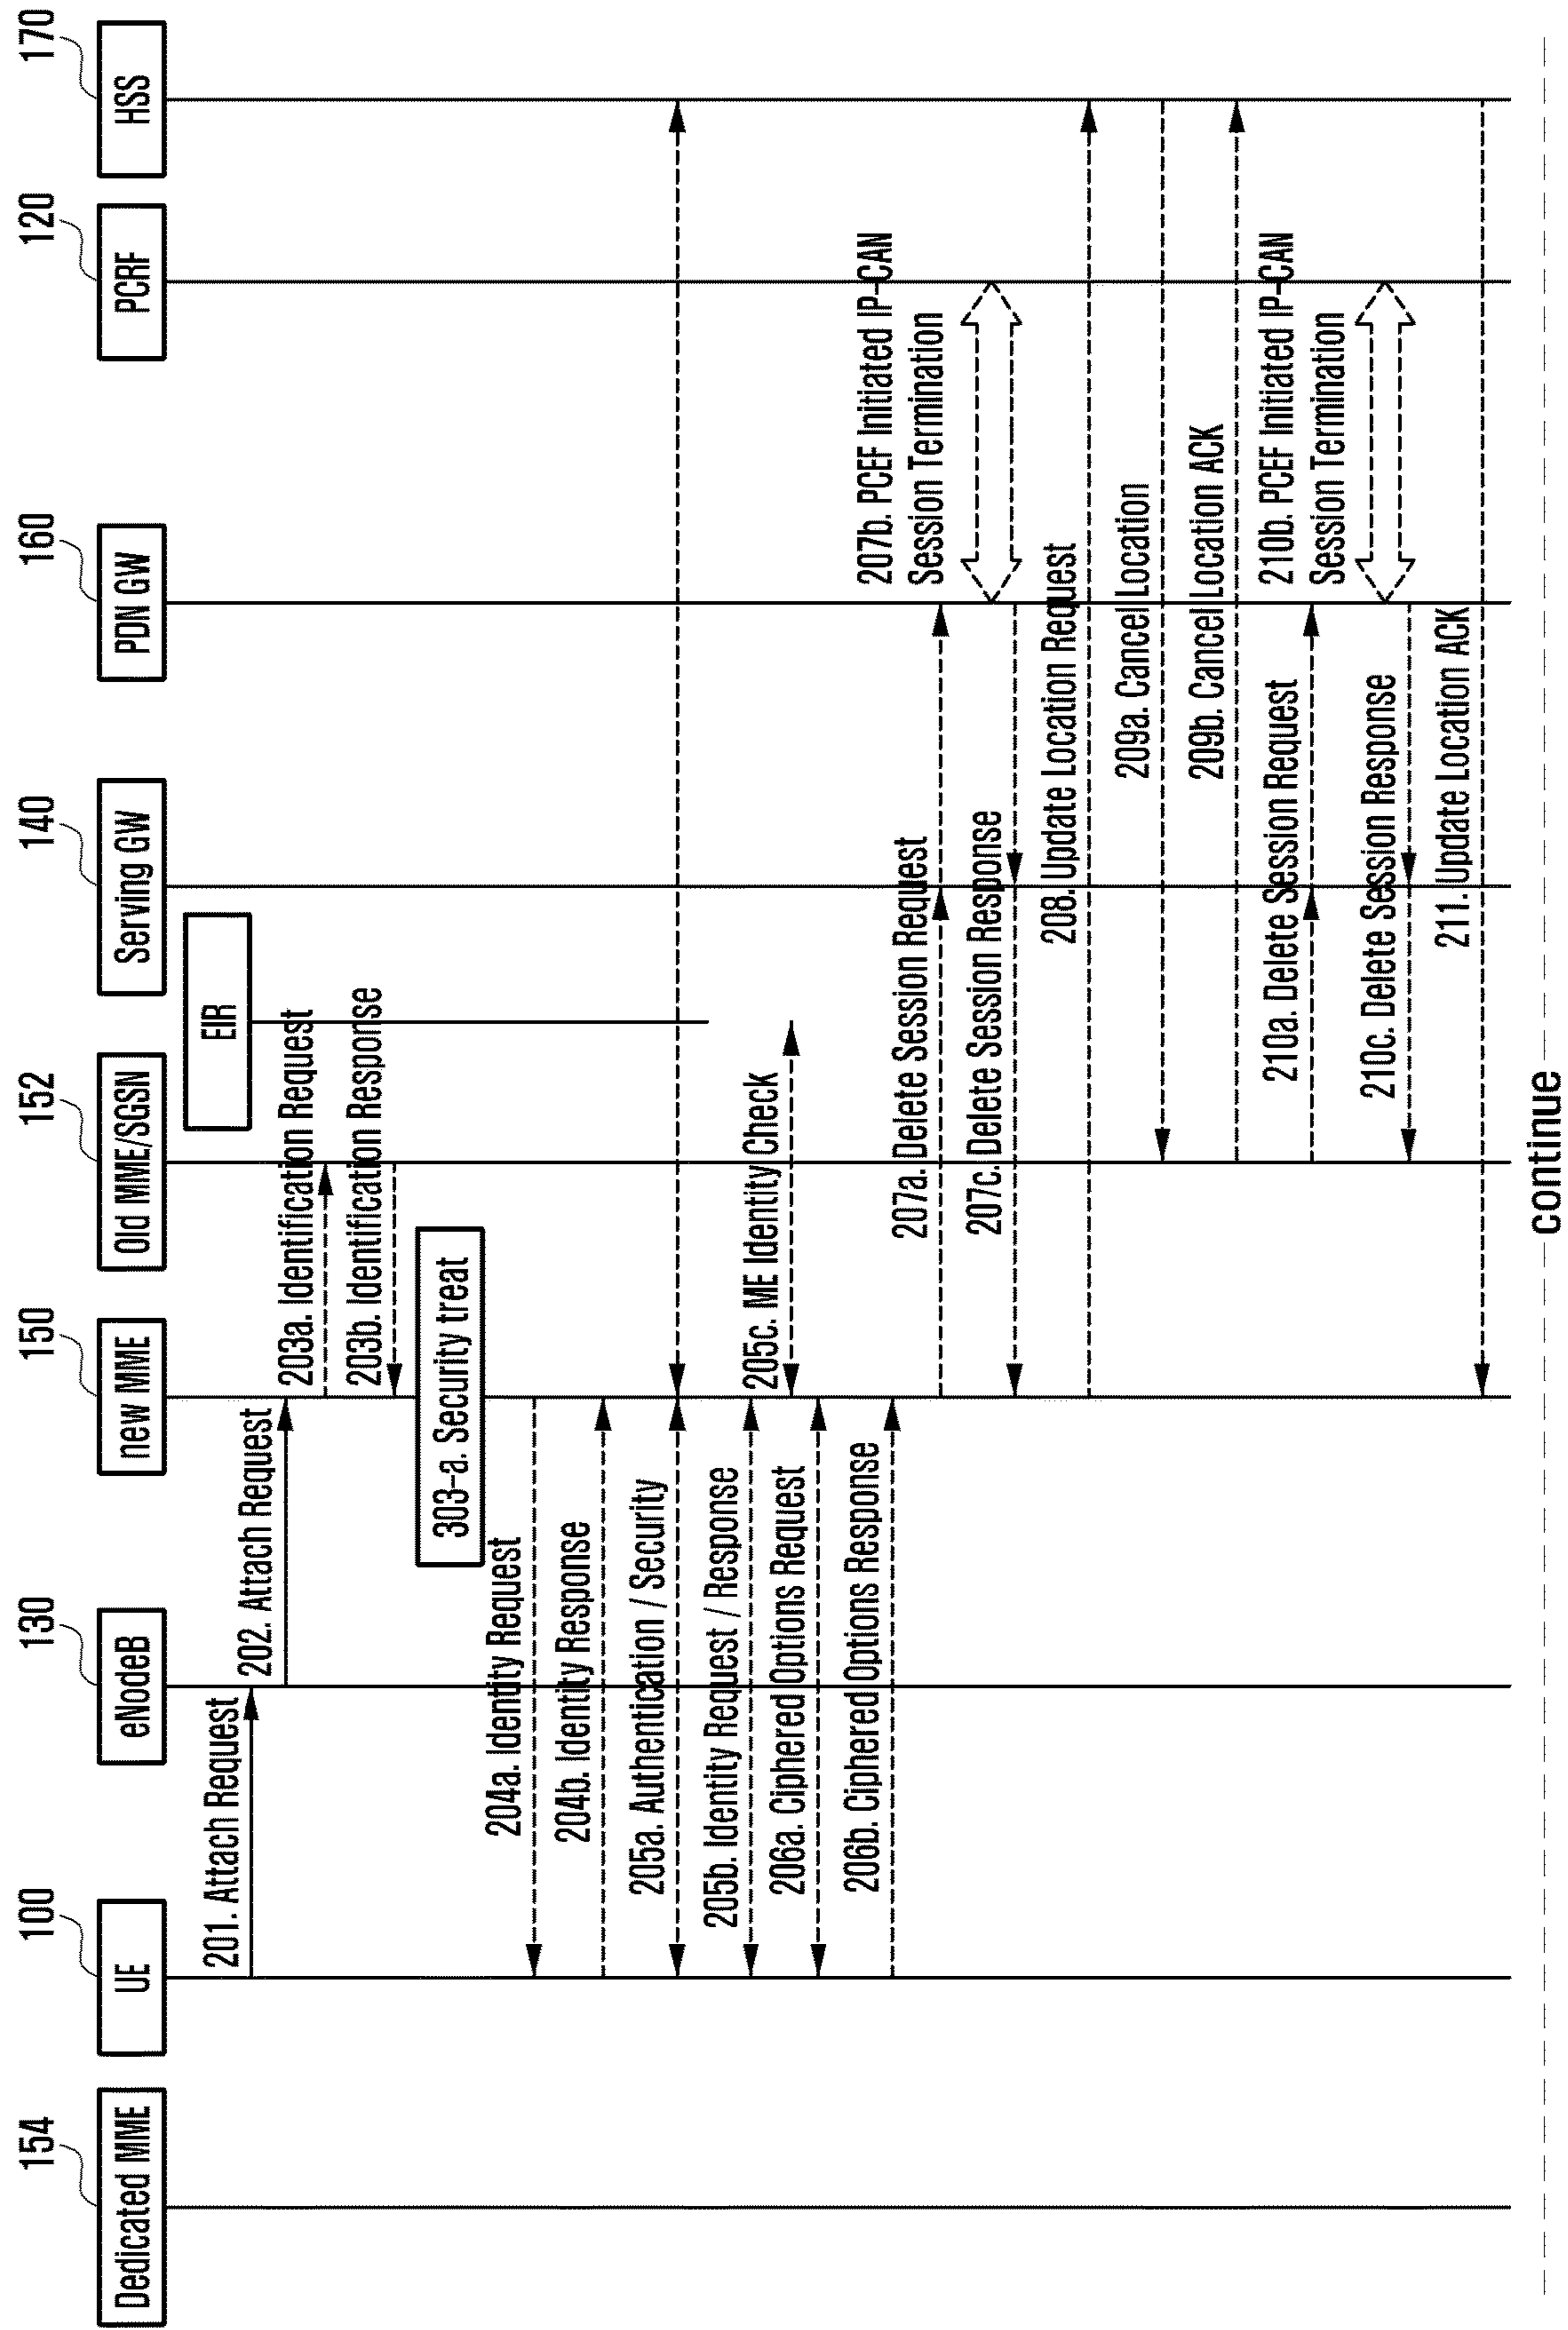 154
100
130
150
152
140
160
120
170
Dedicated MME
UE
eNodeB
new MME
Old MME/SGSN
Serving GW
PDN GW
PCRF
HSS
EIR
201. Attach Request
202. Attach Request
203a. Identification Request
203b. Identification Response
303-a. Security treat
204a. Identity Request
204b. Identity Response
205a. Authentication / Security
205b. Identity Request / Response
205c. ME Identity Check
206a. Ciphered Options Request
206b. Ciphered Options Response
207a. Delete Session Request
207b. PCEF Initiated IP-CAN
Session Termination
207c. Delete Session Response
208. Update Location Request
209a. Cancel Location
209b. Cancel Location ACK
210a. Delete Session Request
210b. PCEF Initiated IP-CAN
Session Termination
210c. Delete Session Response
211. Update Location ACK
continue